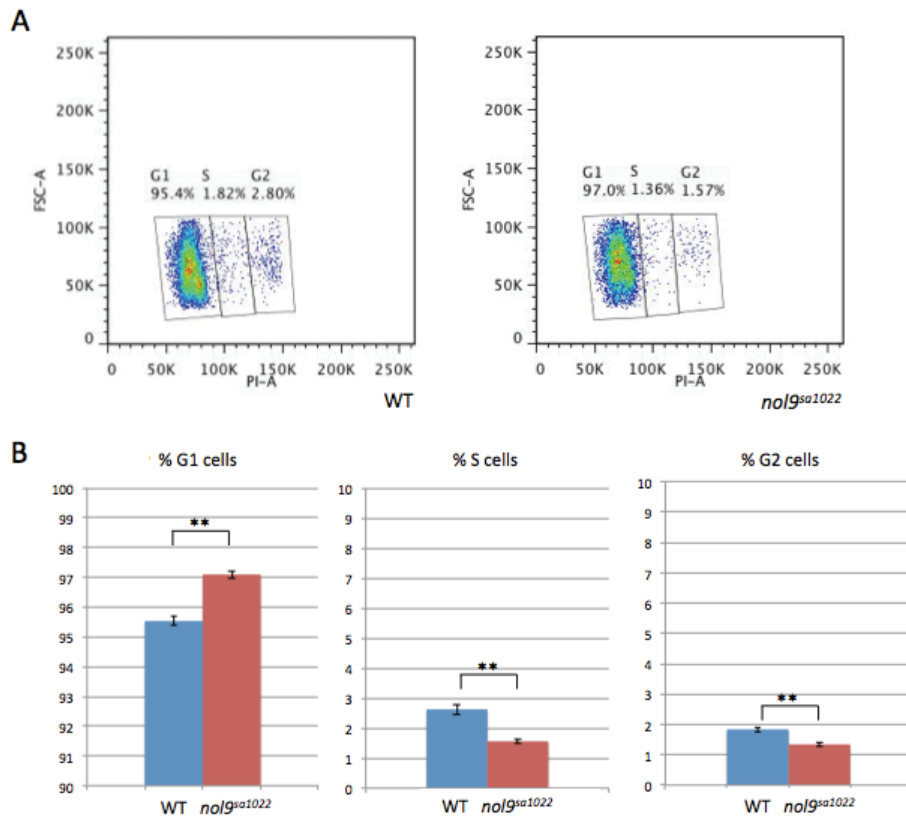 A
250K
200K
150K
100K
50K
0
FSC-A
G1 S G2
95.4% 1.82% 2.80%
0 50K 100K 150K 200K 250K
PI-A
WT
250K
200K
150K
100K
50K
0
FSC-A
G1 S G2
97.0% 1.36% 1.57%
0 50K 100K 150K 200K 250K
PI-A
nol9sa1022
B
% G1 cells
100
99
98
97
96
95
94
93
92
91
90
**
WT nol9sa1022
% S cells
10
9
8
7
6
5
4
3
2
1
0
**
WT nol9sa1022
% G2 cells
10
9
8
7
6
5
4
3
2
1
0
**
WT nol9sa1022